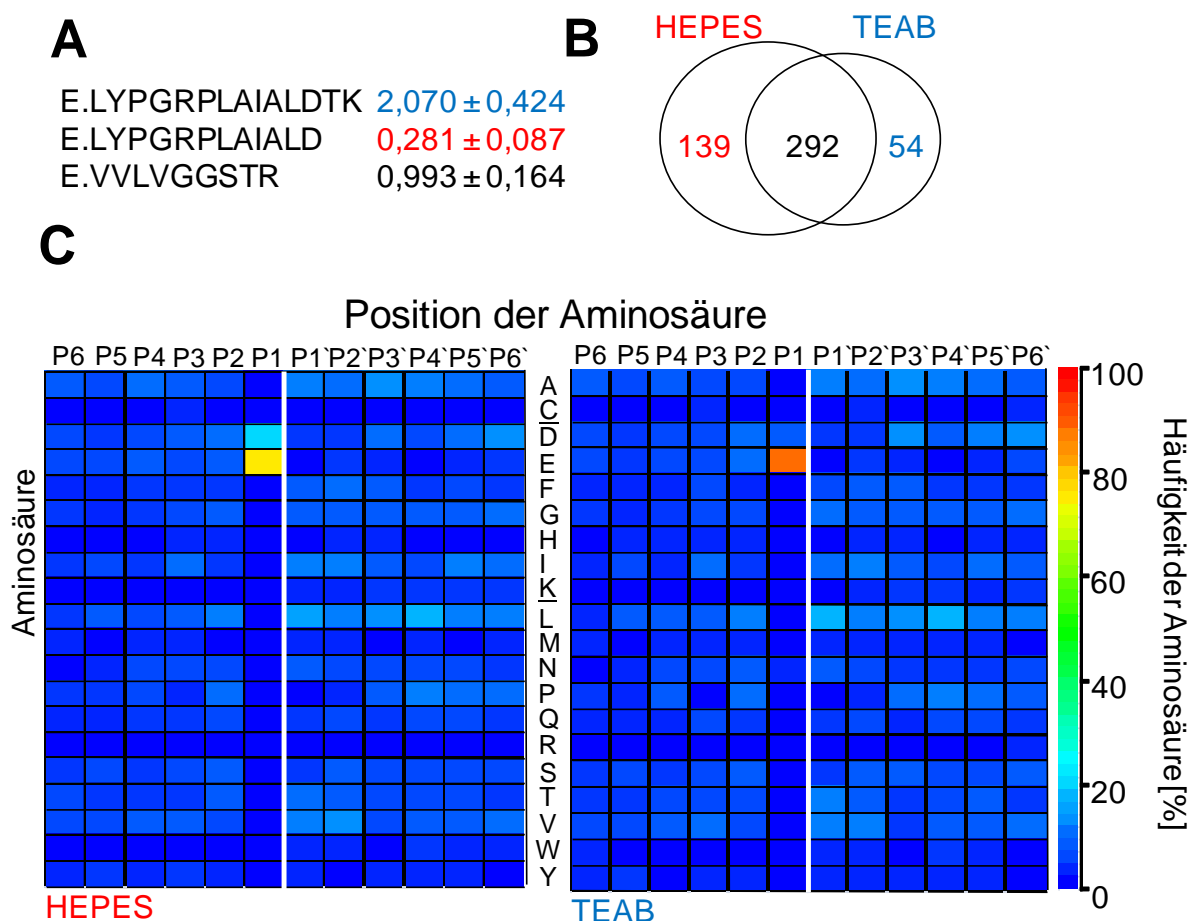 A
E.LYPGRPLAIALDTK 2,070 ± 0,424
E.LYPGRPLAIALD 0,281 ± 0,087
E.VVLVGGSTR 0,993 ± 0,164
B
HEPES TEAB
139 292 54
C
Position der Aminosäure
P6 P5 P4 P3 P2 P1 P1` P2` P3` P4` P5` P6`
P6 P5 P4 P3 P2 P1 P1` P2` P3` P4` P5` P6`
Aminosäure
A
C
D
E
F
G
H
I
K
L
M
N
P
Q
R
S
T
V
W
Y
100
80
60
40
20
0
Häufigkeit der Aminosäure [%]
HEPES
TEAB